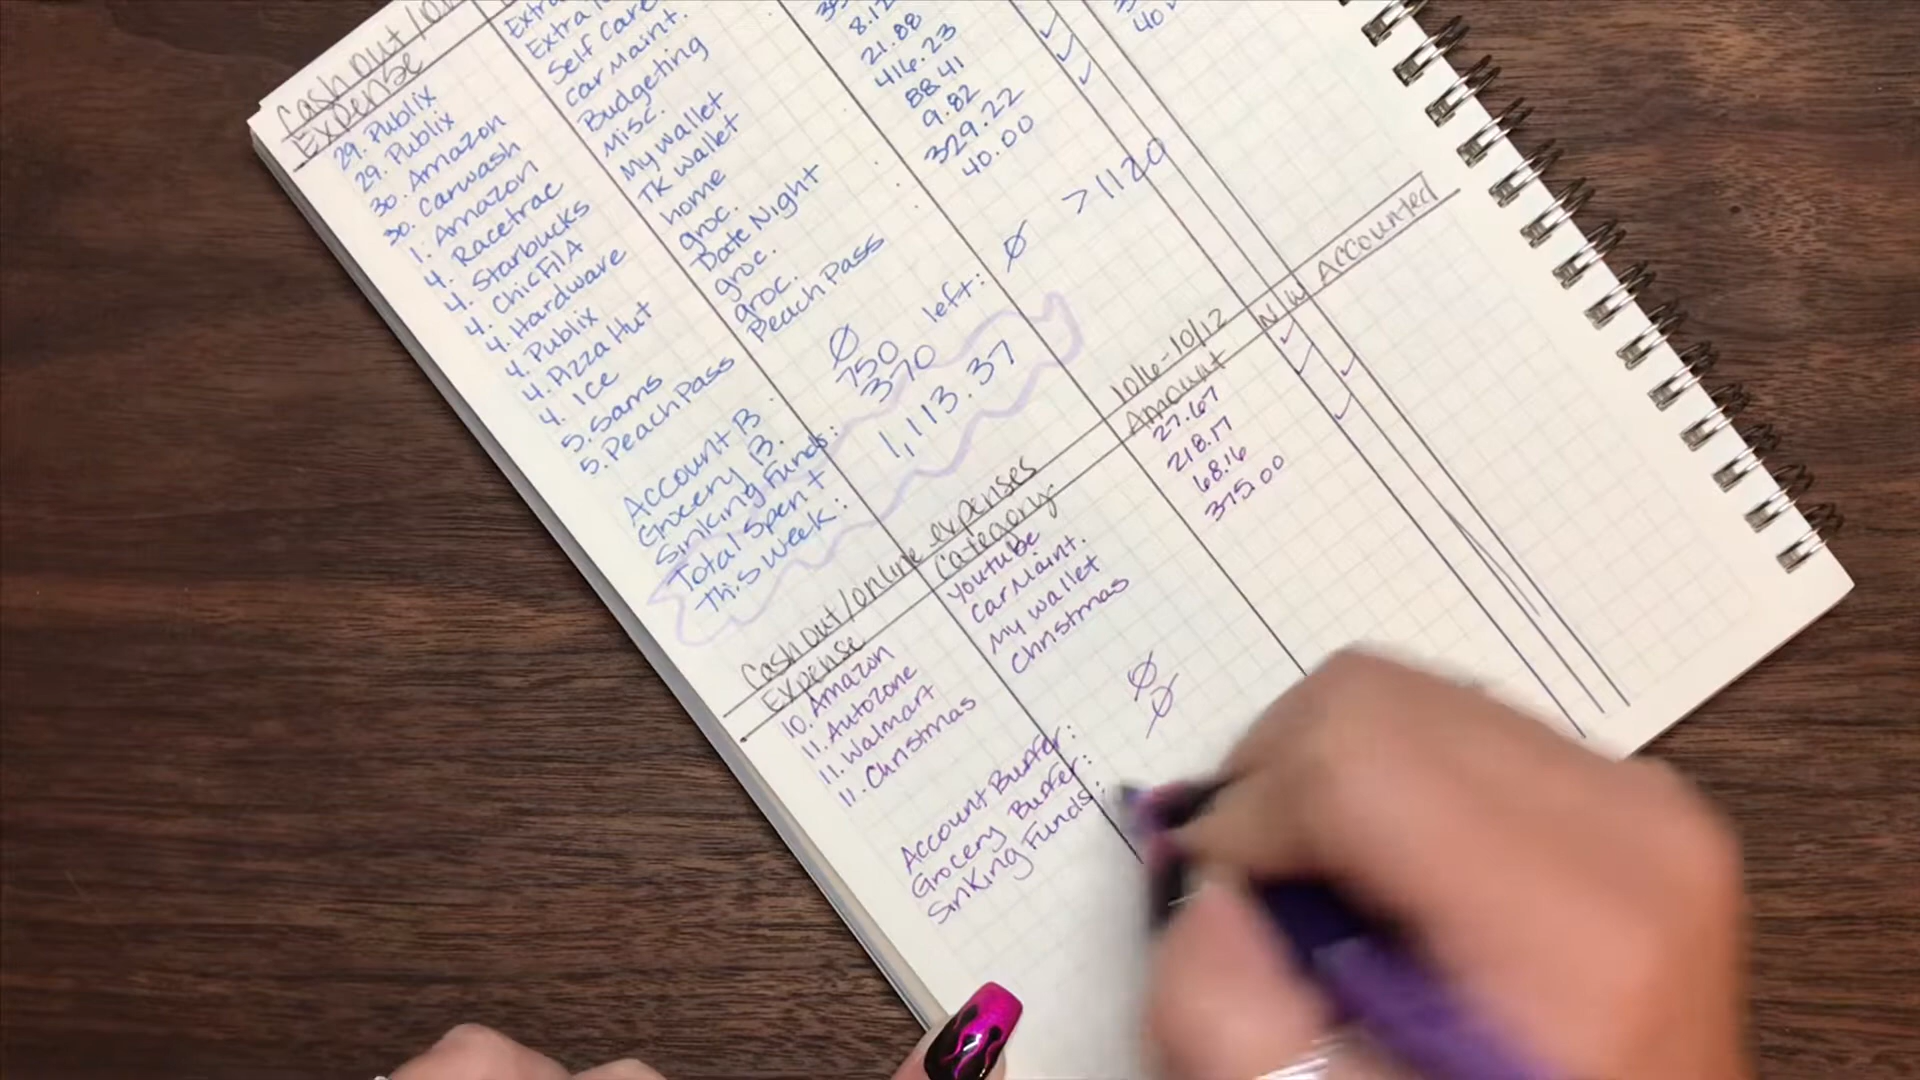 Cash out /
Expense
29. Publix
29. Publix
30. Amazon
30. Carwash
1. Amazon
4. Racetrac
4. Starbucks
4. ChicFilA
4. Hardware
4. Publix
4. Pizza Hut
4. Ice
5. Sams
5. Peach Pass
Self Care
Car Maint.
Budgeting
Misc.
My wallet
TK wallet
home
groc.
Date Night
groc.
groc.
Peach Pass
8.12
21.88
416.23
88 41
9.82
329.22
40.00
Account B. Ø
Grocery B. 750 left: Ø >1120
Sinking Funds: 370
Total Spent
This week: 1,113.37
Cash out/online expenses 10/6-10/12
Expense Category Amount N W Accounted
10. Amazon Youtube 27.67
11. Autozone Car Maint. 218.17
11. Walmart My wallet 68.16
11. Christmas Christmas 375.00
Account Buffer: Ø
Grocery Buffer: Ø
Sinking Funds: